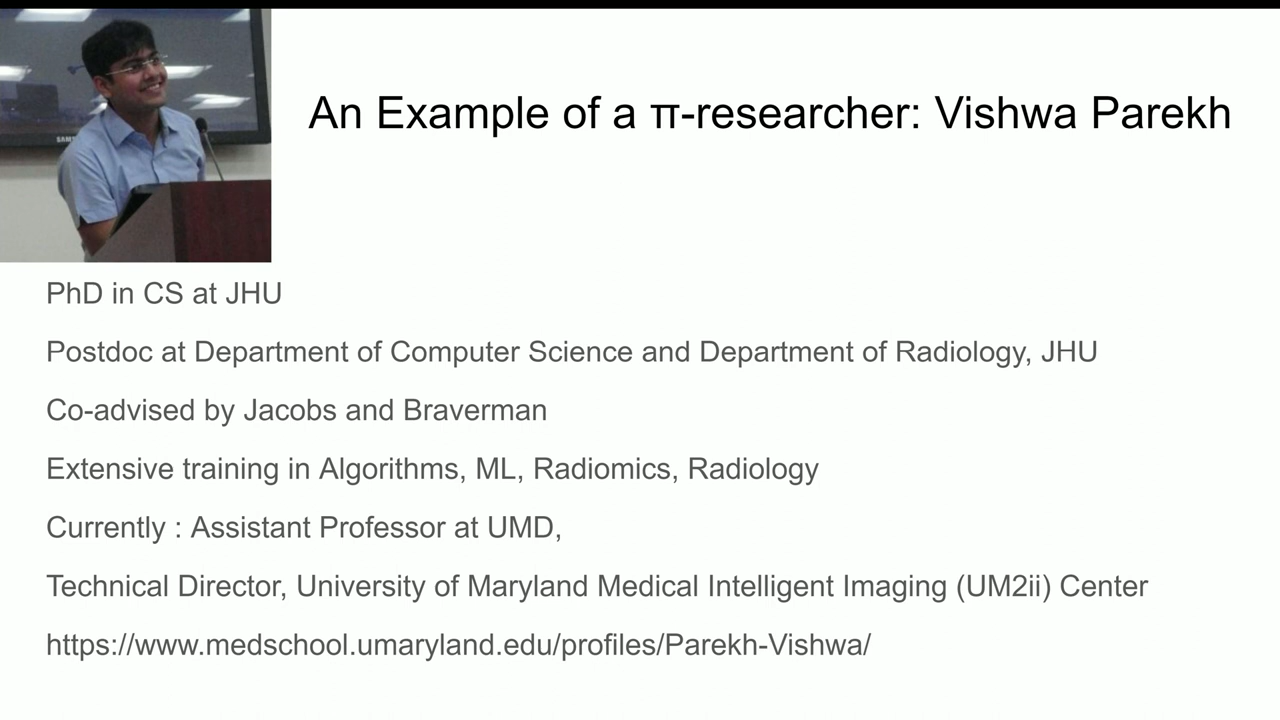 An Example of a π-researcher: Vishwa Parekh
PhD in CS at JHU
Postdoc at Department of Computer Science and Department of Radiology, JHU
Co-advised by Jacobs and Braverman
Extensive training in Algorithms, ML, Radiomics, Radiology
Currently : Assistant Professor at UMD,
Technical Director, University of Maryland Medical Intelligent Imaging (UM2ii) Center
https://www.medschool.umaryland.edu/profiles/Parekh-Vishwa/